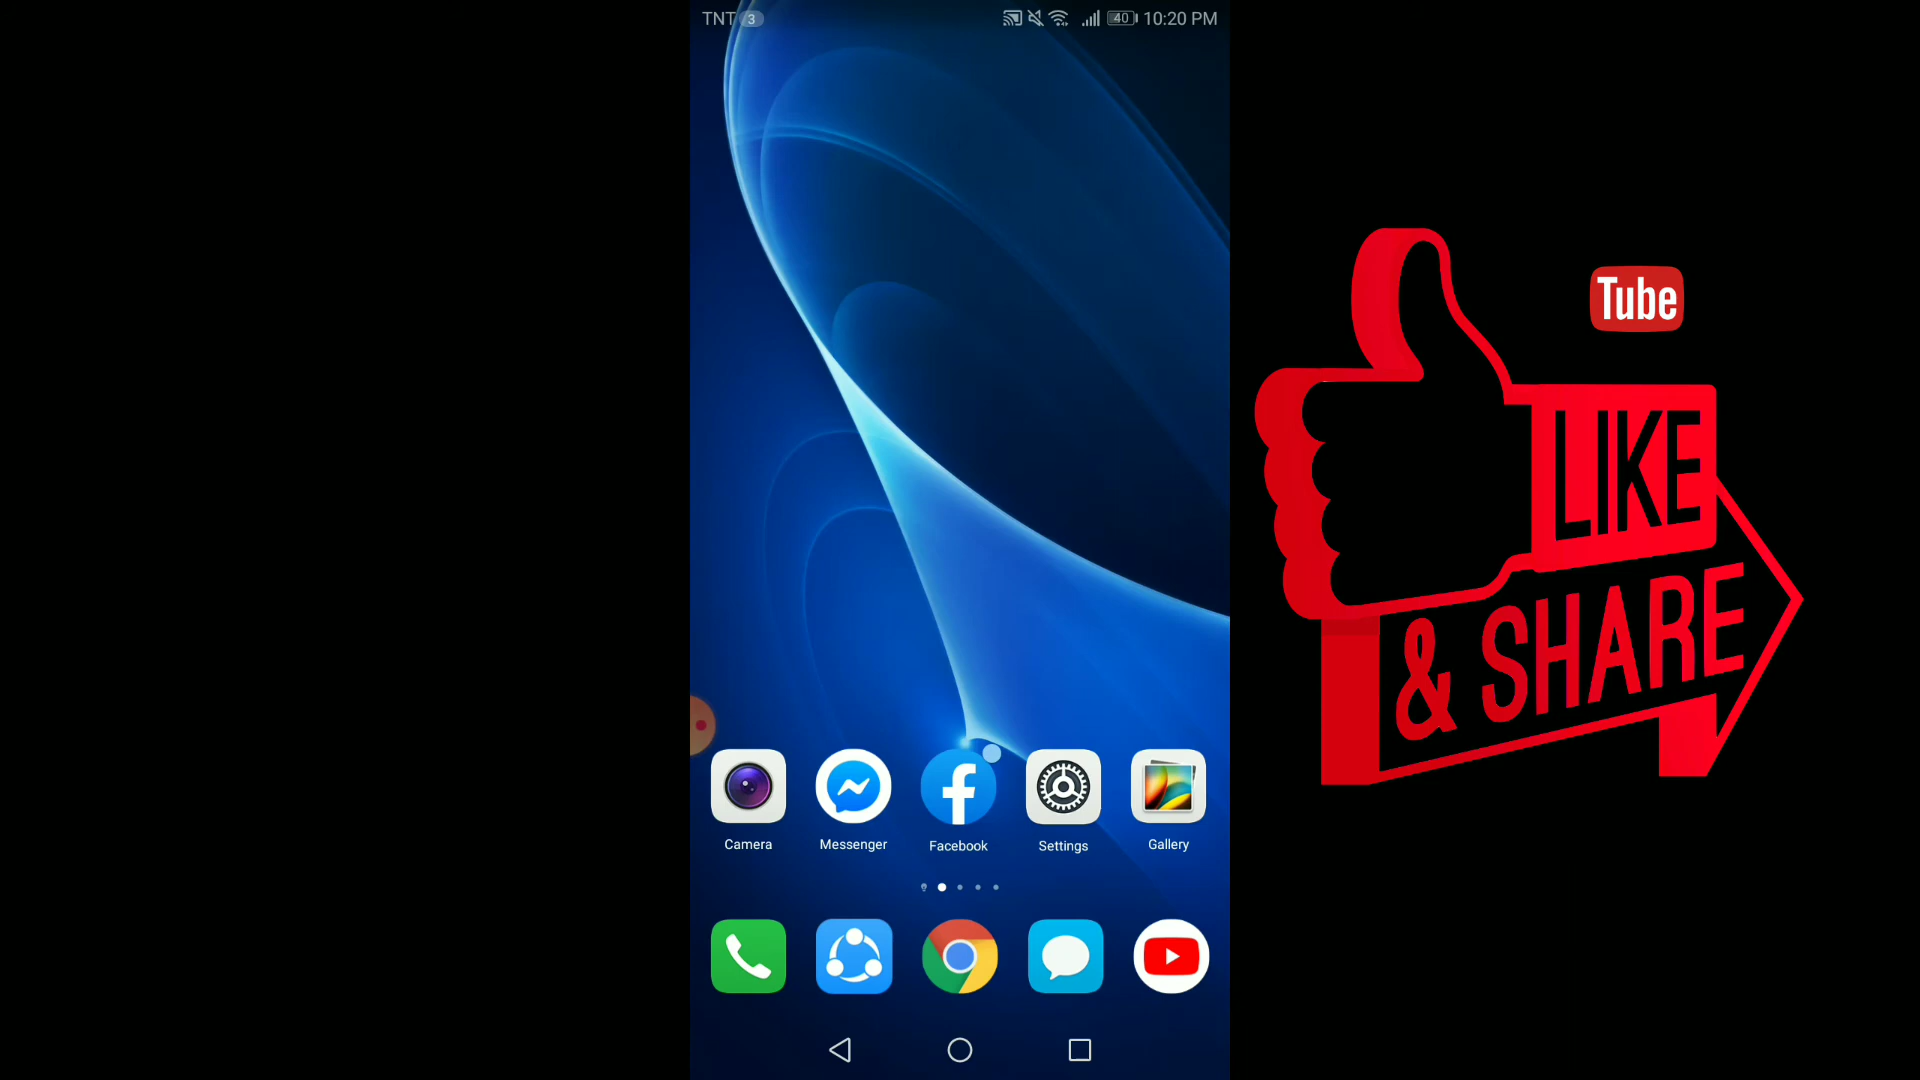 TNT 3 40 10:20 PM
Tube
LIKE
& SHARE
Camera Messenger Facebook Settings Gallery